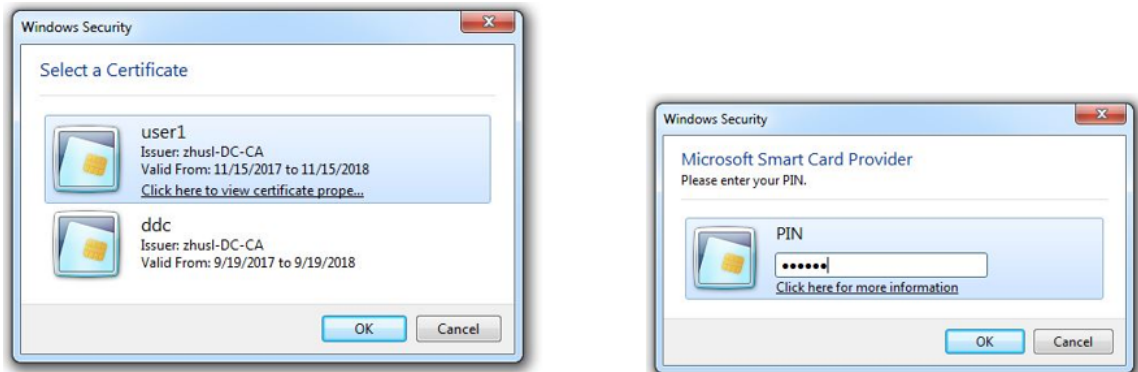 Windows Security
Select a Certificate
user1
Issuer: zhusl-DC-CA
Valid From: 11/15/2017 to 11/15/2018
Click here to view certificate prope...
ddc
Issuer: zhusl-DC-CA
Valid From: 9/19/2017 to 9/19/2018
OK
Cancel
Windows Security
Microsoft Smart Card Provider
Please enter your PIN.
PIN
••••••
Click here for more information
OK
Cancel